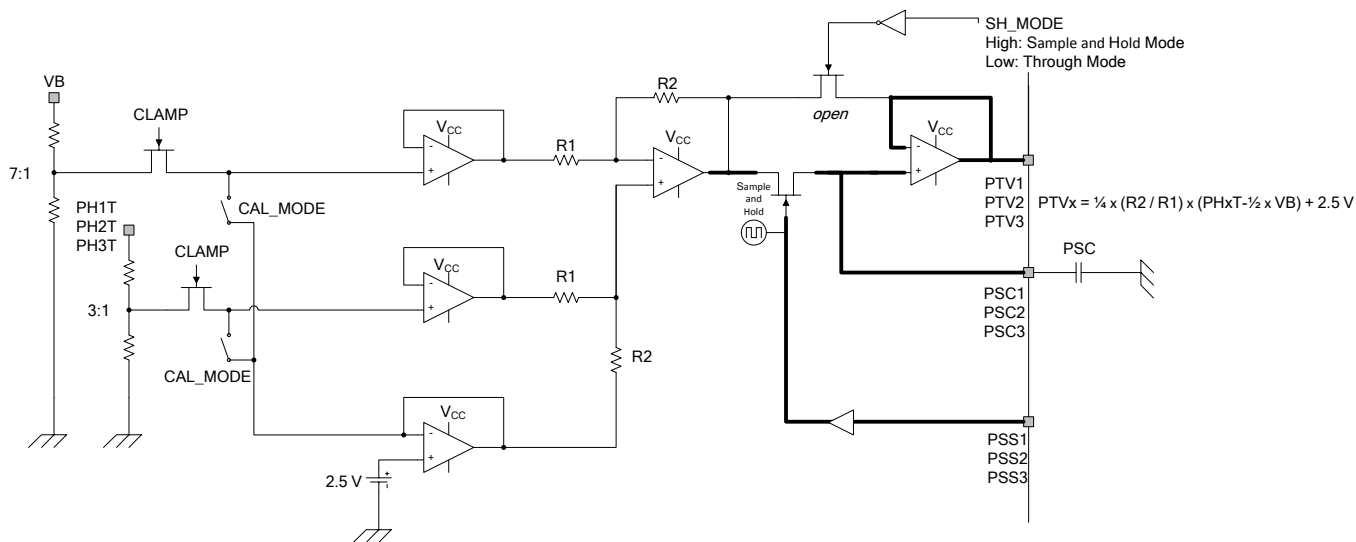 SH_MODE
High: Sample and Hold Mode
Low: Through Mode
VB
CLAMP
R2
open
VCC
R1
VCC
VCC
7:1
CAL_MODE
Sample
and
Hold
PTV1
PTV2
PTV3
PTVx = ¼ x (R2 / R1) x (PHxT-½ x VB) + 2.5 V
PH1T
PH2T
PH3T
CLAMP
VCC
R1
PSC
3:1
PSC1
PSC2
PSC3
R2
CAL_MODE
VCC
2.5 V
+
-
PSS1
PSS2
PSS3
-
+
-
+
-
+
-
+
-
+